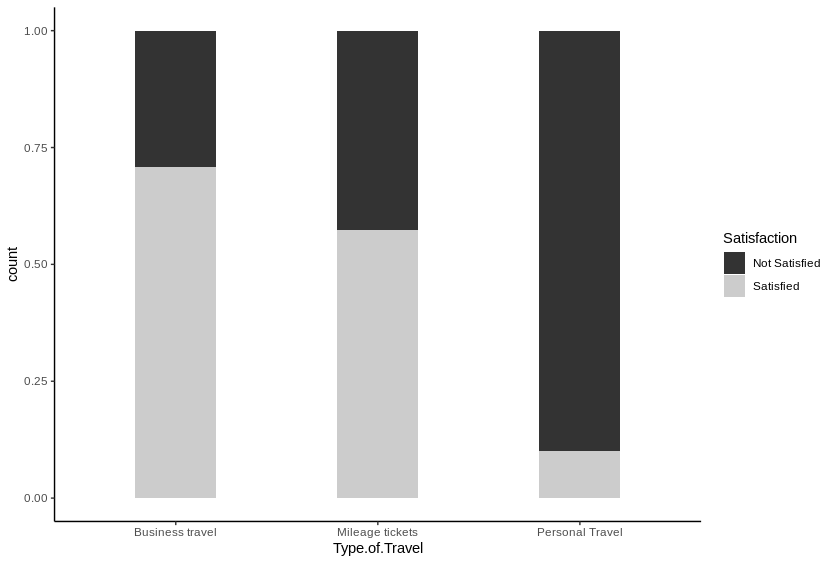 1.00
0.75
0.50
0.25
0.00
count
Business travel
Mileage tickets
Personal Travel
Type.of.Travel
Satisfaction
Not Satisfied
Satisfied